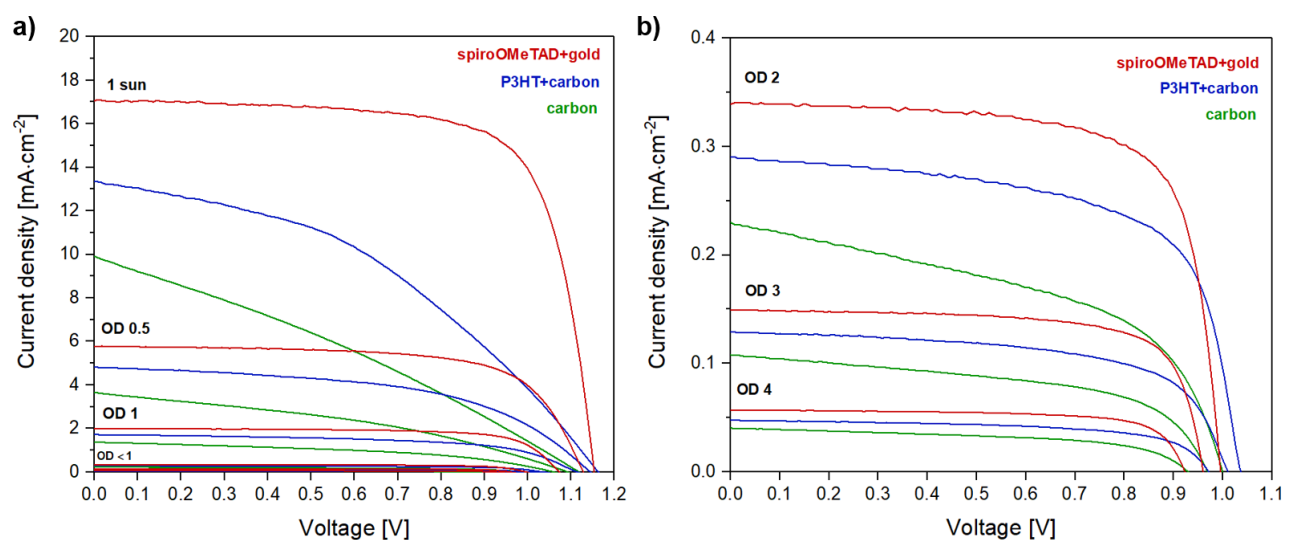 a)
Current density [mA·cm-2]
20
18
16
14
12
10
8
6
4
2
0
spiroOMeTAD+gold
P3HT+carbon
carbon
1 sun
OD 0.5
OD 1
OD < 1
0.0 0.1 0.2 0.3 0.4 0.5 0.6 0.7 0.8 0.9 1.0 1.1 1.2
Voltage [V]
b)
Current density [mA·cm-2]
0.4
0.3
0.2
0.1
0.0
spiroOMeTAD+gold
P3HT+carbon
carbon
OD 2
OD 3
OD 4
0.0 0.1 0.2 0.3 0.4 0.5 0.6 0.7 0.8 0.9 1.0 1.1
Voltage [V]